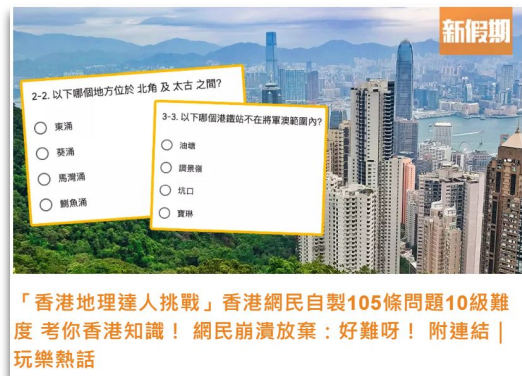 新假期
2-2. 以下哪個地方位於 北角 及 太古 之間?
東涌
葵涌
馬灣涌
鰂魚涌
3-3. 以下哪個港鐵站不在將軍澳範圍內?
油塘
調景嶺
坑口
寶琳
「香港地理達人挑戰」香港網民自製105條問題10級難
度 考你香港知識！ 網民崩潰放棄：好難呀！ 附連結｜
玩樂熱話